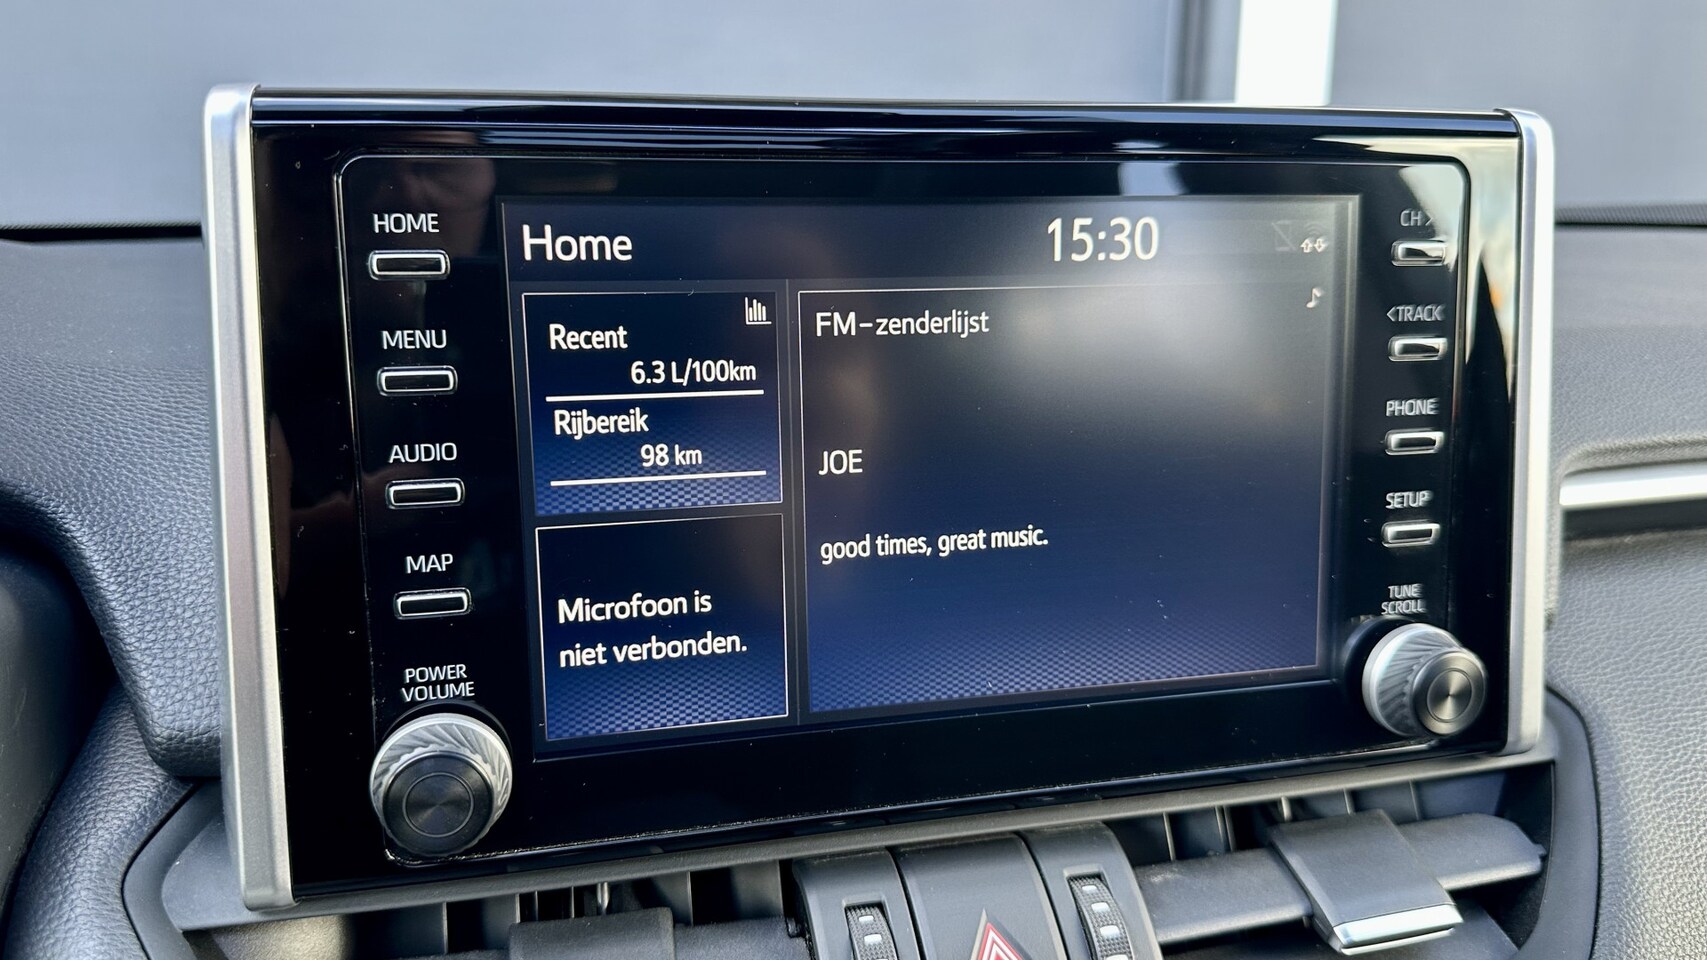 HOME
MENU
AUDIO
MAP
POWER
VOLUME
Home
15:30
Recent
6.3 L/100km
Rijbereik
98 km
Microfoon is
niet verbonden.
FM-zenderlijst
JOE
good times, great music.
CH >
<TRACK
PHONE
SETUP
TUNE
SCROLL